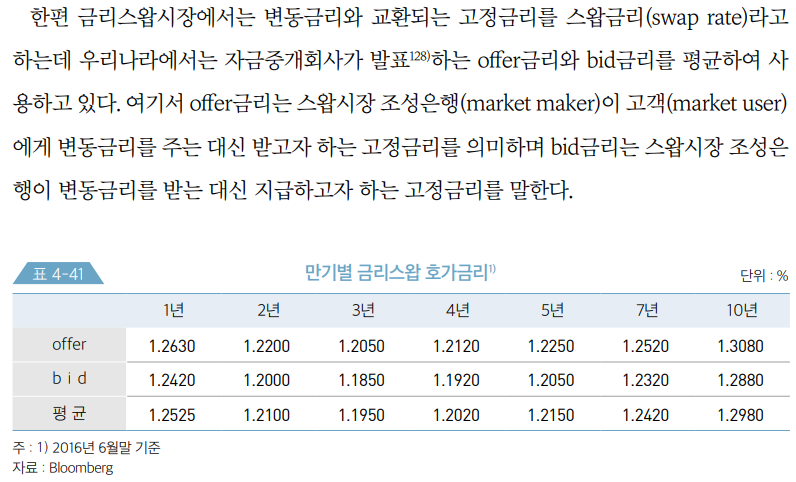 한편 금리스왑시장에서는 변동금리와 교환되는 고정금리를 스왑금리(swap rate)라고
하는데 우리나라에서는 자금중개회사가 발표128)하는 offer금리와 bid금리를 평균하여 사
용하고 있다. 여기서 offer금리는 스왑시장 조성은행(market maker)이 고객(market user)
에게 변동금리를 주는 대신 받고자 하는 고정금리를 의미하며 bid금리는 스왑시장 조성은
행이 변동금리를 받는 대신 지급하고자 하는 고정금리를 말한다.
표 4-41 만기별 금리스왑 호가금리1) 단위 : %
1년 2년 3년 4년 5년 7년 10년
offer 1.2630 1.2200 1.2050 1.2120 1.2250 1.2520 1.3080
b i d 1.2420 1.2000 1.1850 1.1920 1.2050 1.2320 1.2880
평 균 1.2525 1.2100 1.1950 1.2020 1.2150 1.2420 1.2980
주 : 1) 2016년 6월말 기준
자료 : Bloomberg